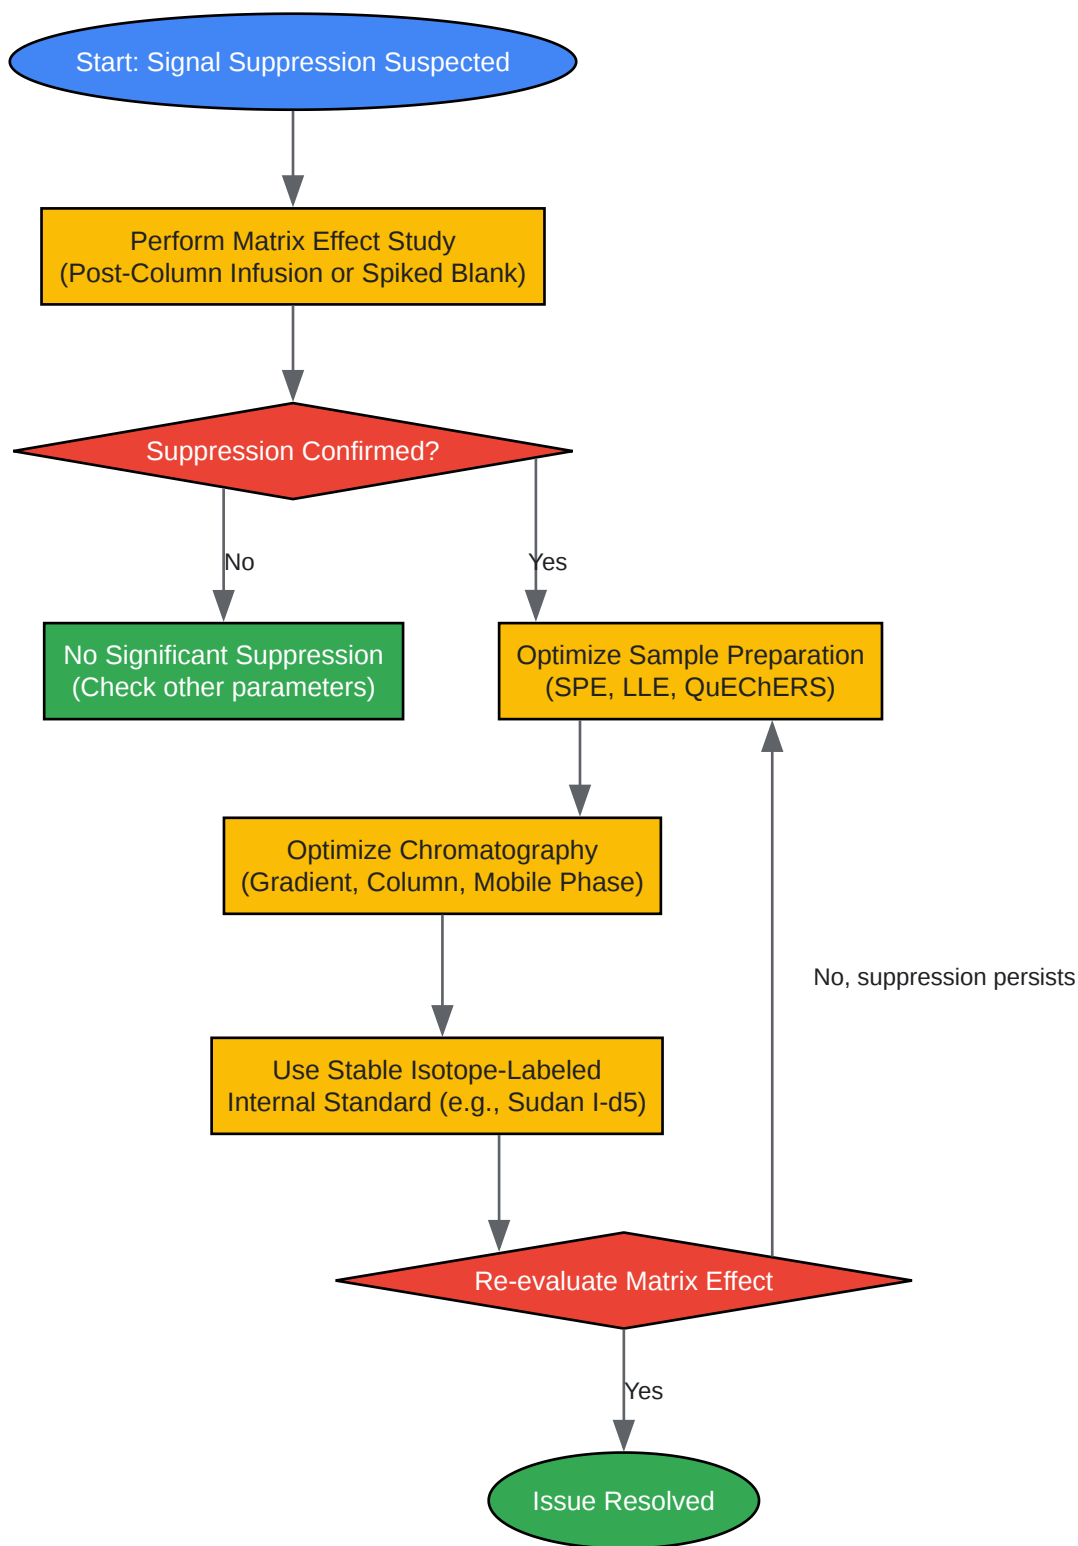 Start: Signal Suppression Suspected
Perform Matrix Effect Study
(Post-Column Infusion or Spiked Blank)
Suppression Confirmed?
No
Yes
No Significant Suppression
(Check other parameters)
Optimize Sample Preparation
(SPE, LLE, QuEChERS)
Optimize Chromatography
(Gradient, Column, Mobile Phase)
No, suppression persists
Use Stable Isotope-Labeled
Internal Standard (e.g., Sudan I-d5)
Re-evaluate Matrix Effect
Yes
Issue Resolved